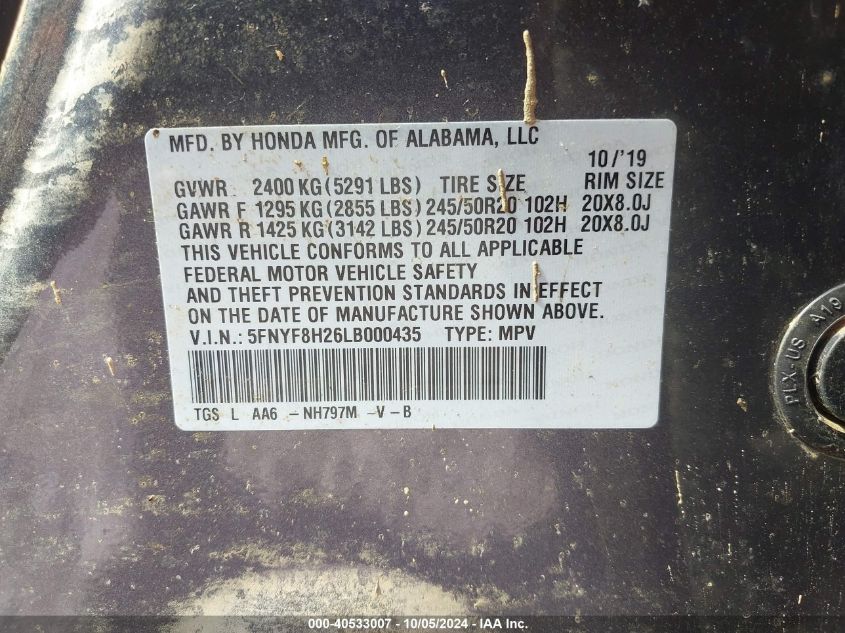 MFD. BY HONDA MFG. OF ALABAMA, LLC
10/'19
GVWR 2400 KG(5291 LBS) TIRE SIZE RIM SIZE
GAWR F 1295 KG(2855 LBS) 245/50R20 102H 20X8.0J
GAWR R 1425 KG(3142 LBS) 245/50R20 102H 20X8.0J
THIS VEHICLE CONFORMS TO ALL APPLICABLE
FEDERAL MOTOR VEHICLE SAFETY
AND THEFT PREVENTION STANDARDS IN EFFECT
ON THE DATE OF MANUFACTURE SHOWN ABOVE.
V.I.N.: 5FNYF8H26LB000435 TYPE: MPV
TGS L AA6 - NH797M - V - B
PLX-US A19
000-40533007 - 10/05/2024 - IAA Inc.